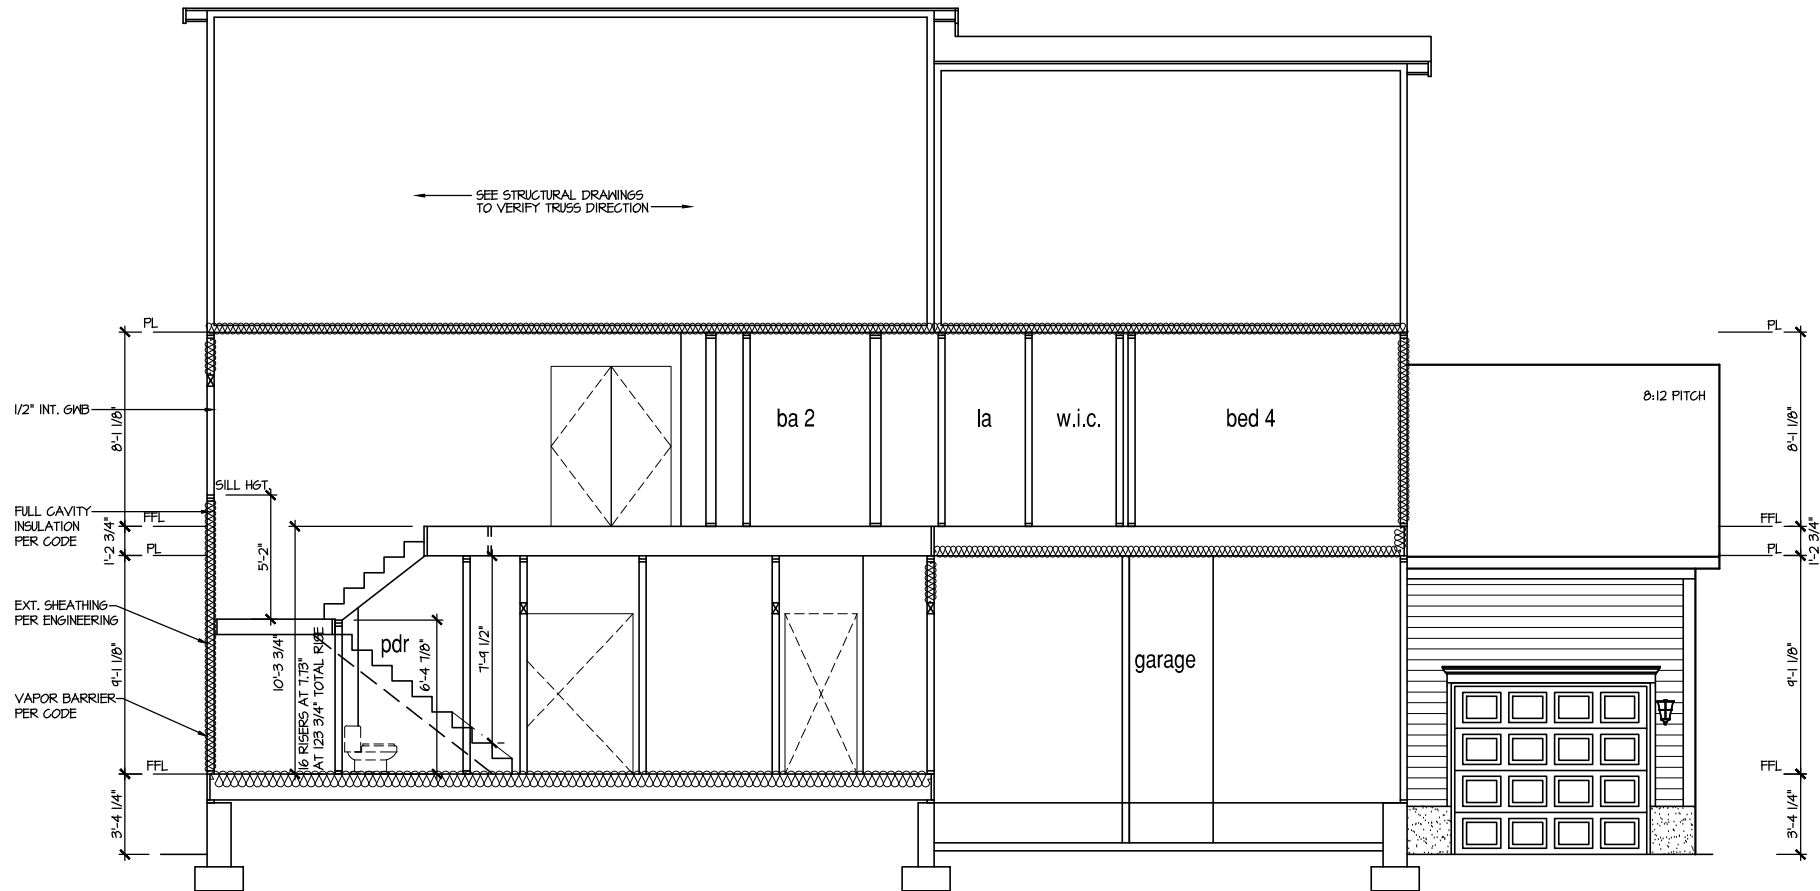 SEE STRUCTURAL DRAWINGS
TO VERIFY TRUSS DIRECTION
PL
PL
8:12 PITCH
1/2" INT. GWB
8'-1 1/8"
ba 2
la
w.i.c.
bed 4
8'-1 1/8"
SILL HGT.
FULL CAVITY
INSULATION
PER CODE
FFL
FFL
1'-2 3/4"
PL
PL
1'-2 3/4"
5'-2"
EXT. SHEATHING
PER ENGINEERING
9'-1 1/8"
10'-3 3/4"
16 RISERS AT 7.73"
AT 123 3/4" TOTAL RISE
pdr
6'-4 7/8"
7'-9 1/2"
garage
9'-1 1/8"
VAPOR BARRIER
PER CODE
FFL
FFL
3'-4 1/4"
3'-4 1/4"